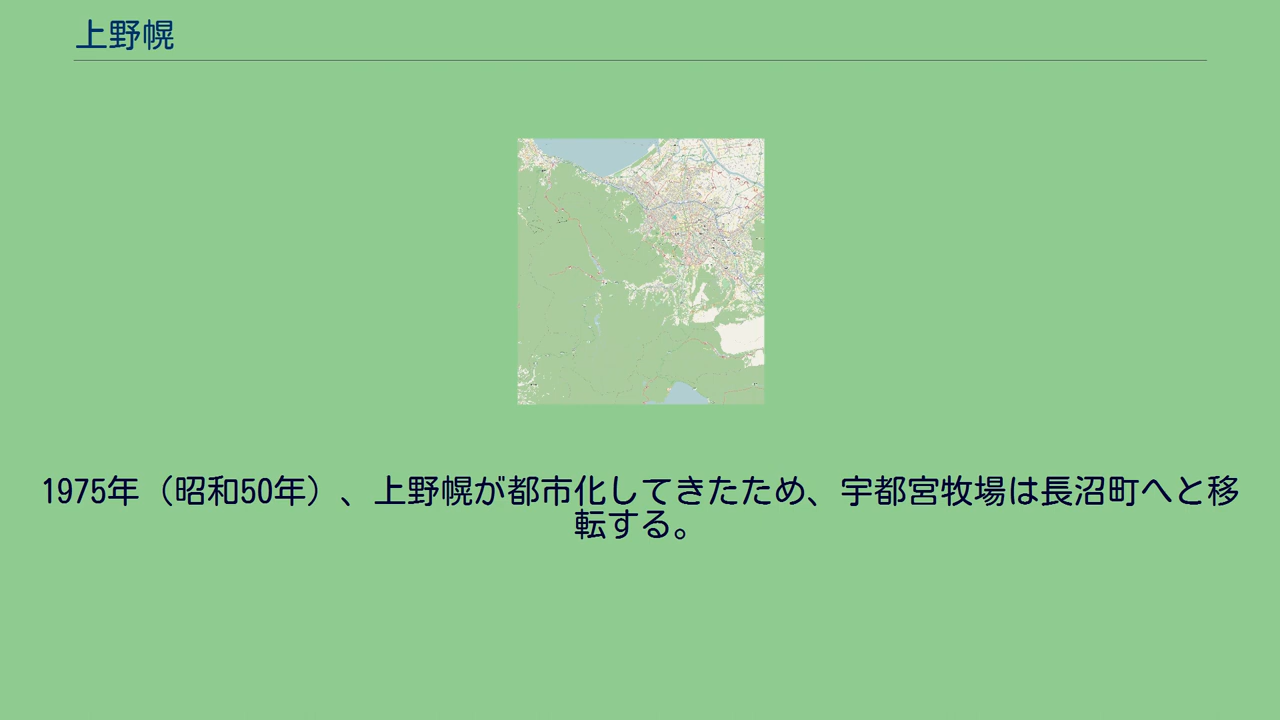 上野幌
1975年（昭和50年）、上野幌が都市化してきたため、宇都宮牧場は長沼町へと移
転する。